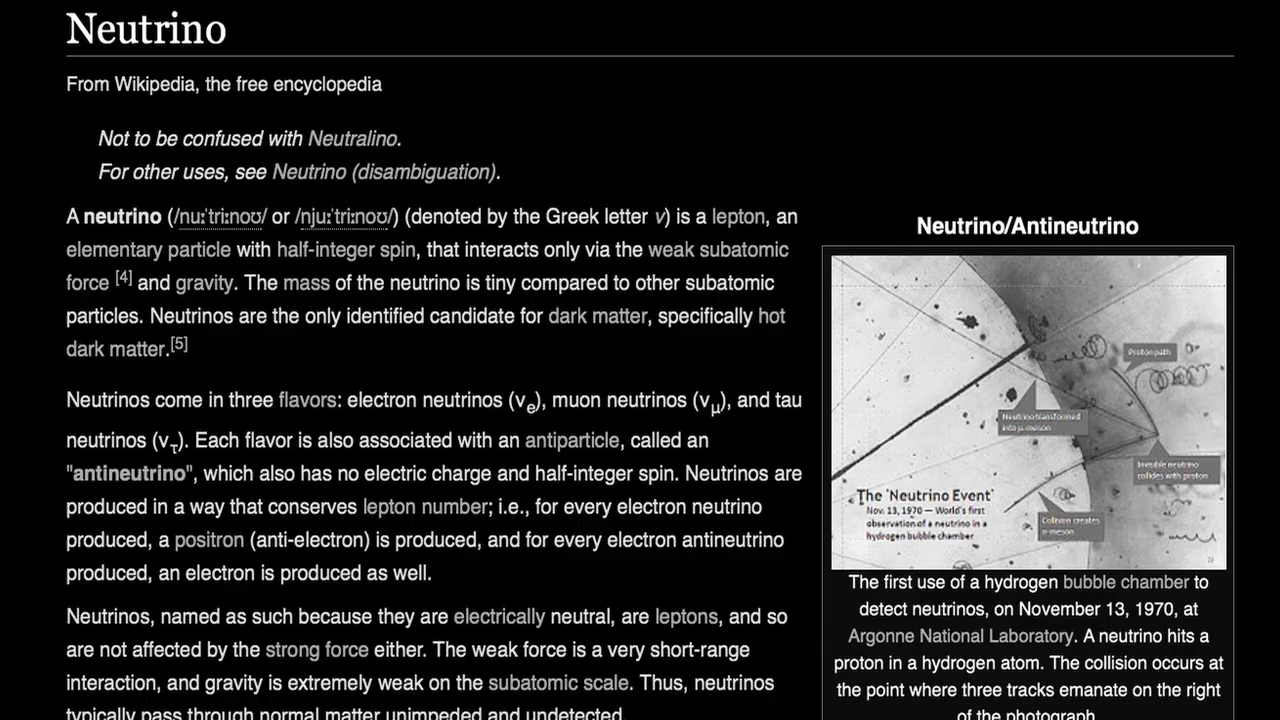 Neutrino
From Wikipedia, the free encyclopedia
Not to be confused with Neutralino.
For other uses, see Neutrino (disambiguation).
A neutrino (/nuːˈtriːnoʊ/ or /njuːˈtriːnoʊ/) (denoted by the Greek letter ν) is a lepton, an
elementary particle with half-integer spin, that interacts only via the weak subatomic
force [4] and gravity. The mass of the neutrino is tiny compared to other subatomic
particles. Neutrinos are the only identified candidate for dark matter, specifically hot
dark matter.[5]
Neutrinos come in three flavors: electron neutrinos (νe), muon neutrinos (νμ), and tau
neutrinos (ντ). Each flavor is also associated with an antiparticle, called an
"antineutrino", which also has no electric charge and half-integer spin. Neutrinos are
produced in a way that conserves lepton number; i.e., for every electron neutrino
produced, a positron (anti-electron) is produced, and for every electron antineutrino
produced, an electron is produced as well.
Neutrinos, named as such because they are electrically neutral, are leptons, and so
are not affected by the strong force either. The weak force is a very short-range
interaction, and gravity is extremely weak on the subatomic scale. Thus, neutrinos
typically pass through normal matter unimpeded and undetected.
Neutrino/Antineutrino
Proton path
Neutrino transformed
into μ-meson
Invisible neutrino
collides with proton
The 'Neutrino Event'
Nov. 13, 1970 — World's first
observation of a neutrino in a
hydrogen bubble chamber
Collision creates
π-meson
The first use of a hydrogen bubble chamber to
detect neutrinos, on November 13, 1970, at
Argonne National Laboratory. A neutrino hits a
proton in a hydrogen atom. The collision occurs at
the point where three tracks emanate on the right
of the photograph.